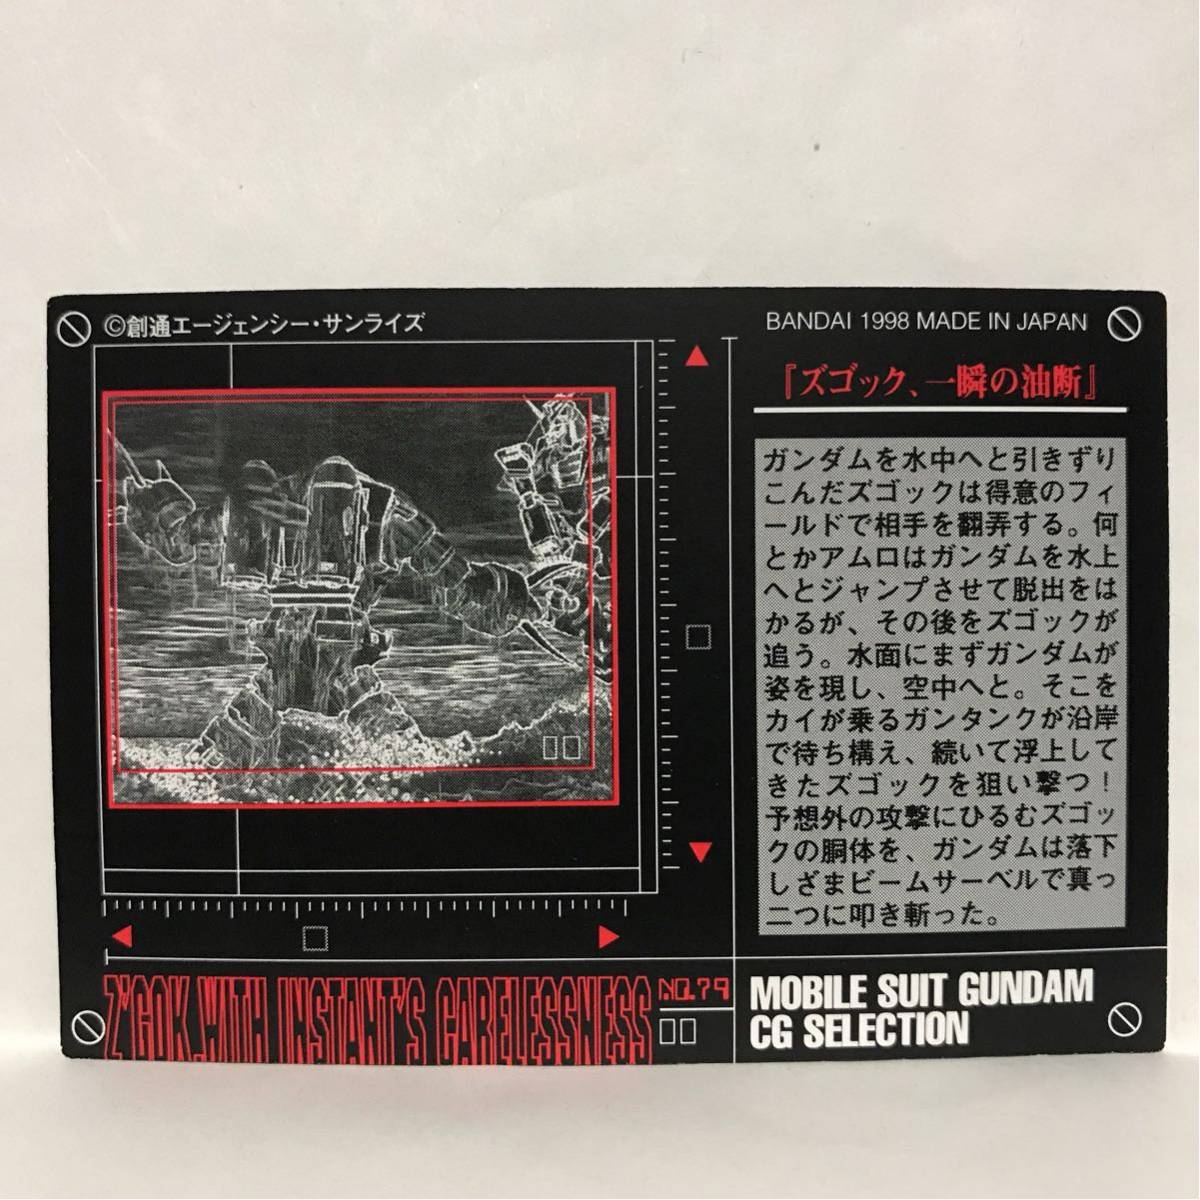 ©創通エージェンシー・サンライズ
BANDAI 1998 MADE IN JAPAN
『ズゴック、一瞬の油断』
ガンダムを水中へと引きずり
こんだズゴックは得意のフィ
ールドで相手を翻弄する。何
とかアムロはガンダムを水上
へとジャンプさせて脱出をは
かるが、その後をズゴックが
追う。水面にまずガンダムが
姿を現し、空中へと。そこを
カイが乗るガンタンクが沿岸
で待ち構え、続いて浮上して
きたズゴックを狙い撃つ!
予想外の攻撃にひるむズゴッ
クの胴体を、ガンダムは落下
しざまビームサーベルで真っ
二つに叩き斬った。
Z'GOK.WITH INSTANT'S CARELESSNESS
NO.79
MOBILE SUIT GUNDAM
CG SELECTION